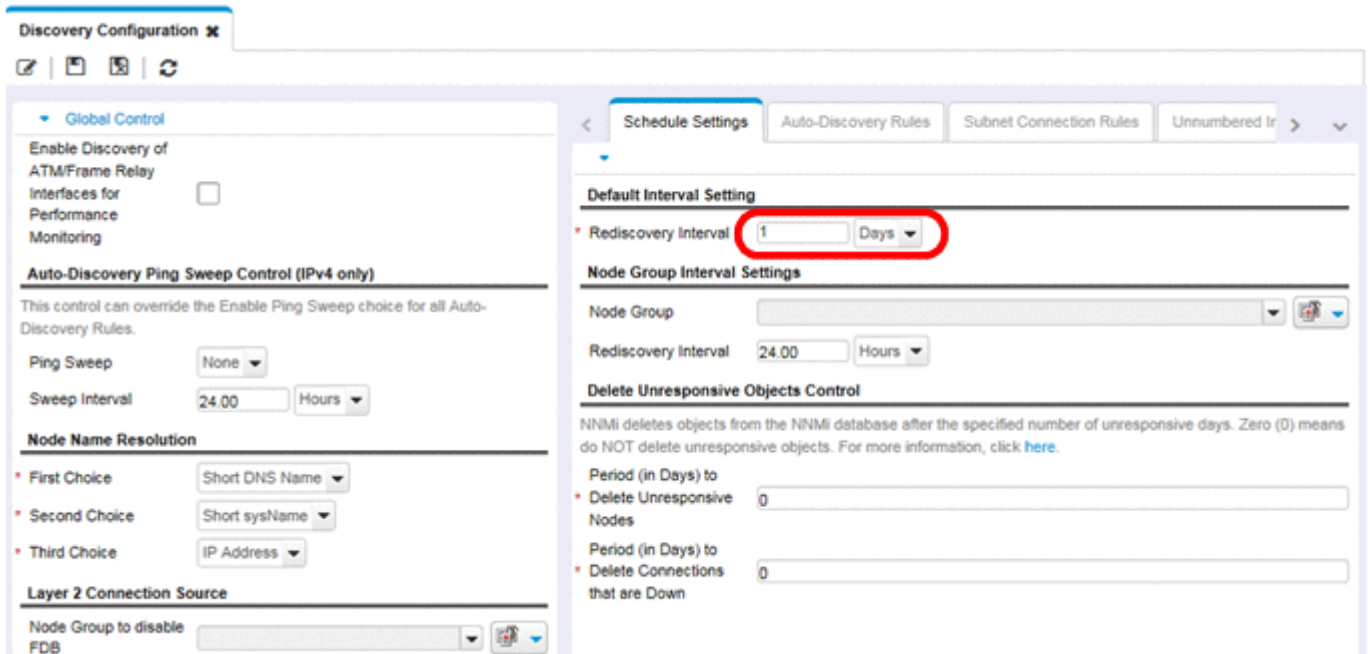 Discovery Configuration
Global Control
Enable Discovery of
ATM/Frame Relay
Interfaces for
Performance
Monitoring
Auto-Discovery Ping Sweep Control (IPv4 only)
This control can override the Enable Ping Sweep choice for all Auto-
Discovery Rules.
Ping Sweep None
Sweep Interval 24.00 Hours
Node Name Resolution
* First Choice Short DNS Name
* Second Choice Short sysName
* Third Choice IP Address
Layer 2 Connection Source
Node Group to disable
FDB
Schedule Settings Auto-Discovery Rules Subnet Connection Rules Unnumbered Ir
Default Interval Setting
* Rediscovery Interval 1 Days
Node Group Interval Settings
Node Group
Rediscovery Interval 24.00 Hours
Delete Unresponsive Objects Control
NNMi deletes objects from the NNMi database after the specified number of unresponsive days. Zero (0) means
do NOT delete unresponsive objects. For more information, click here.
Period (in Days) to
* Delete Unresponsive 0
Nodes
Period (in Days) to
* Delete Connections 0
that are Down